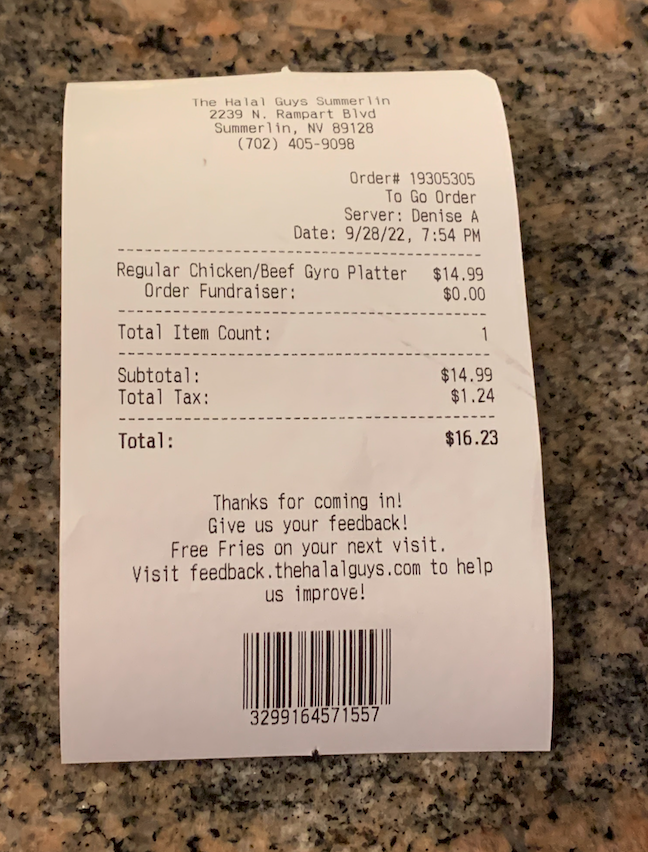 The Halal Guys Summerlin
2239 N. Rampart Blvd
Summerlin, NV 89128
(702) 405-9098
Order# 19305305
To Go Order
Server: Denise A
Date: 9/28/22, 7:54 PM
Regular Chicken/Beef Gyro Platter $14.99
Order Fundraiser: $0.00
Total Item Count: 1
Subtotal: $14.99
Total Tax: $1.24
Total: $16.23
Thanks for coming in!
Give us your feedback!
Free Fries on your next visit.
Visit feedback.thehalalguys.com to help
us improve!
3299164571557